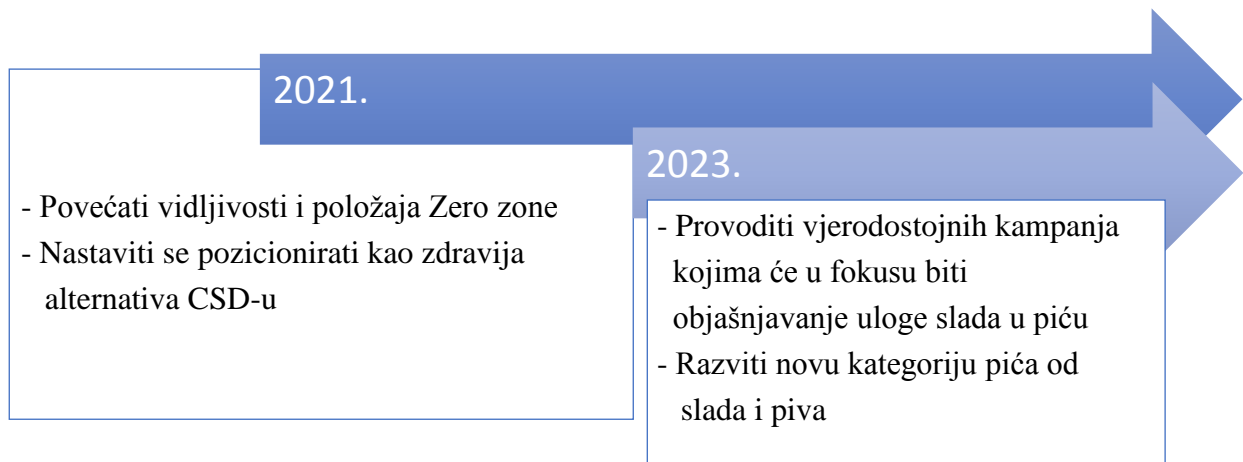 2021.
- Povećati vidljivosti i položaja Zero zone
- Nastaviti se pozicionirati kao zdravija
alternativa CSD-u
2023.
- Provoditi vjerodostojnih kampanja
kojima će u fokusu biti
objašnjavanje uloge slada u piću
- Razviti novu kategoriju pića od
slada i piva